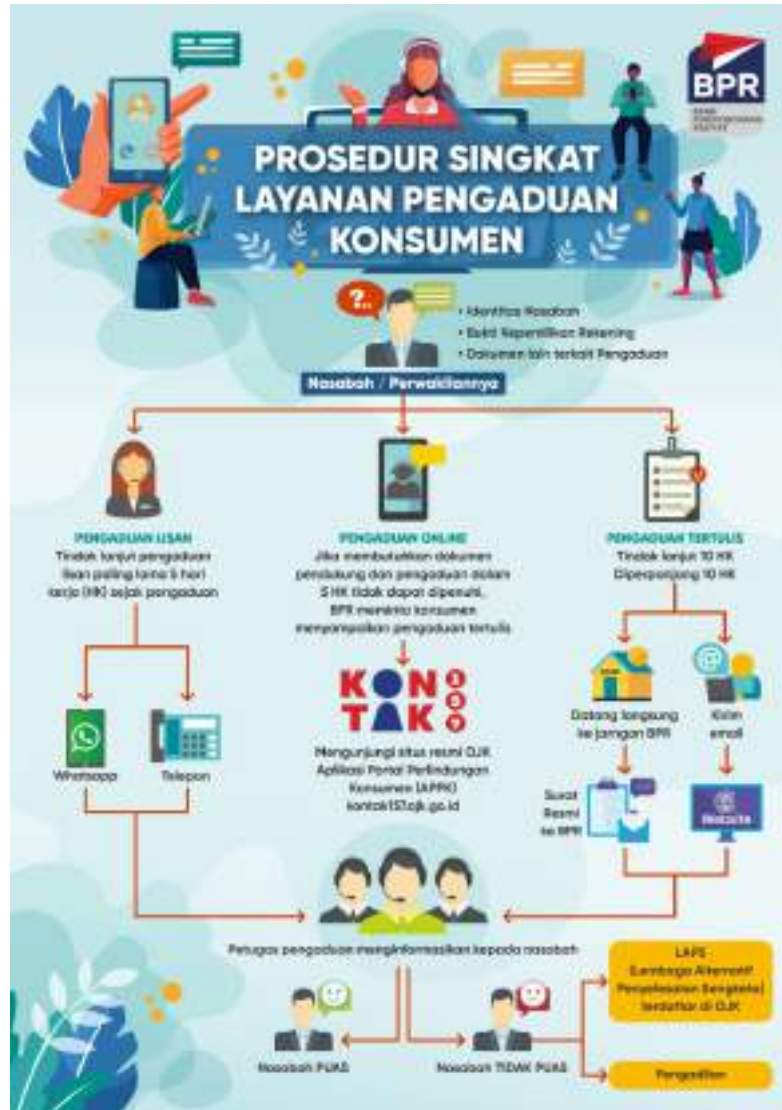 BPR
BANK
PERKREDITAN
RAKYAT
PROSEDUR SINGKAT
LAYANAN PENGADUAN
KONSUMEN
?..
• Identitas Nasabah
• Bukti Kepemilikan Rekening
• Dokumen lain terkait Pengaduan
Nasabah / Perwakilannya
PENGADUAN LISAN
Tindak lanjut pengaduan
lisan paling lama 5 hari
kerja (HK) sejak pengaduan
Whatsapp
Telepon
PENGADUAN ONLINE
Jika membutuhkan dokumen
pendukung dan pengaduan dalam
5 HK tidak dapat dipenuhi,
BPR meminta konsumen
menyampaikan pengaduan tertulis
KONTAK 157
Mengunjungi situs resmi OJK
Aplikasi Portal Perlindungan
Konsumen (APPK)
kontak157.ojk.go.id
PENGADUAN TERTULIS
Tindak lanjut 10 HK
Diperpanjang 10 HK
Datang langsung
ke jaringan BPR
Kirim
email
Surat
Resmi
ke BPR
Website
Petugas pengaduan menginformasikan kepada nasabah
Nasabah PUAS
Nasabah TIDAK PUAS
LAPS
(Lembaga Alternatif
Penyelesaian Sengketa)
terdaftar di OJK
Pengadilan